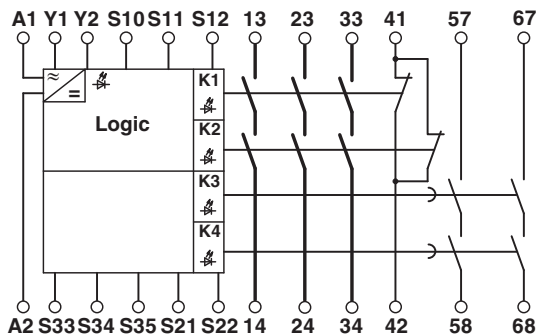 A1 Y1 Y2 S10 S11 S12 13 23 33 41 57 67
≈
=
K1
Logic
K2
K3
K4
A2 S33 S34 S35 S21 S22 14 24 34 42 58 68